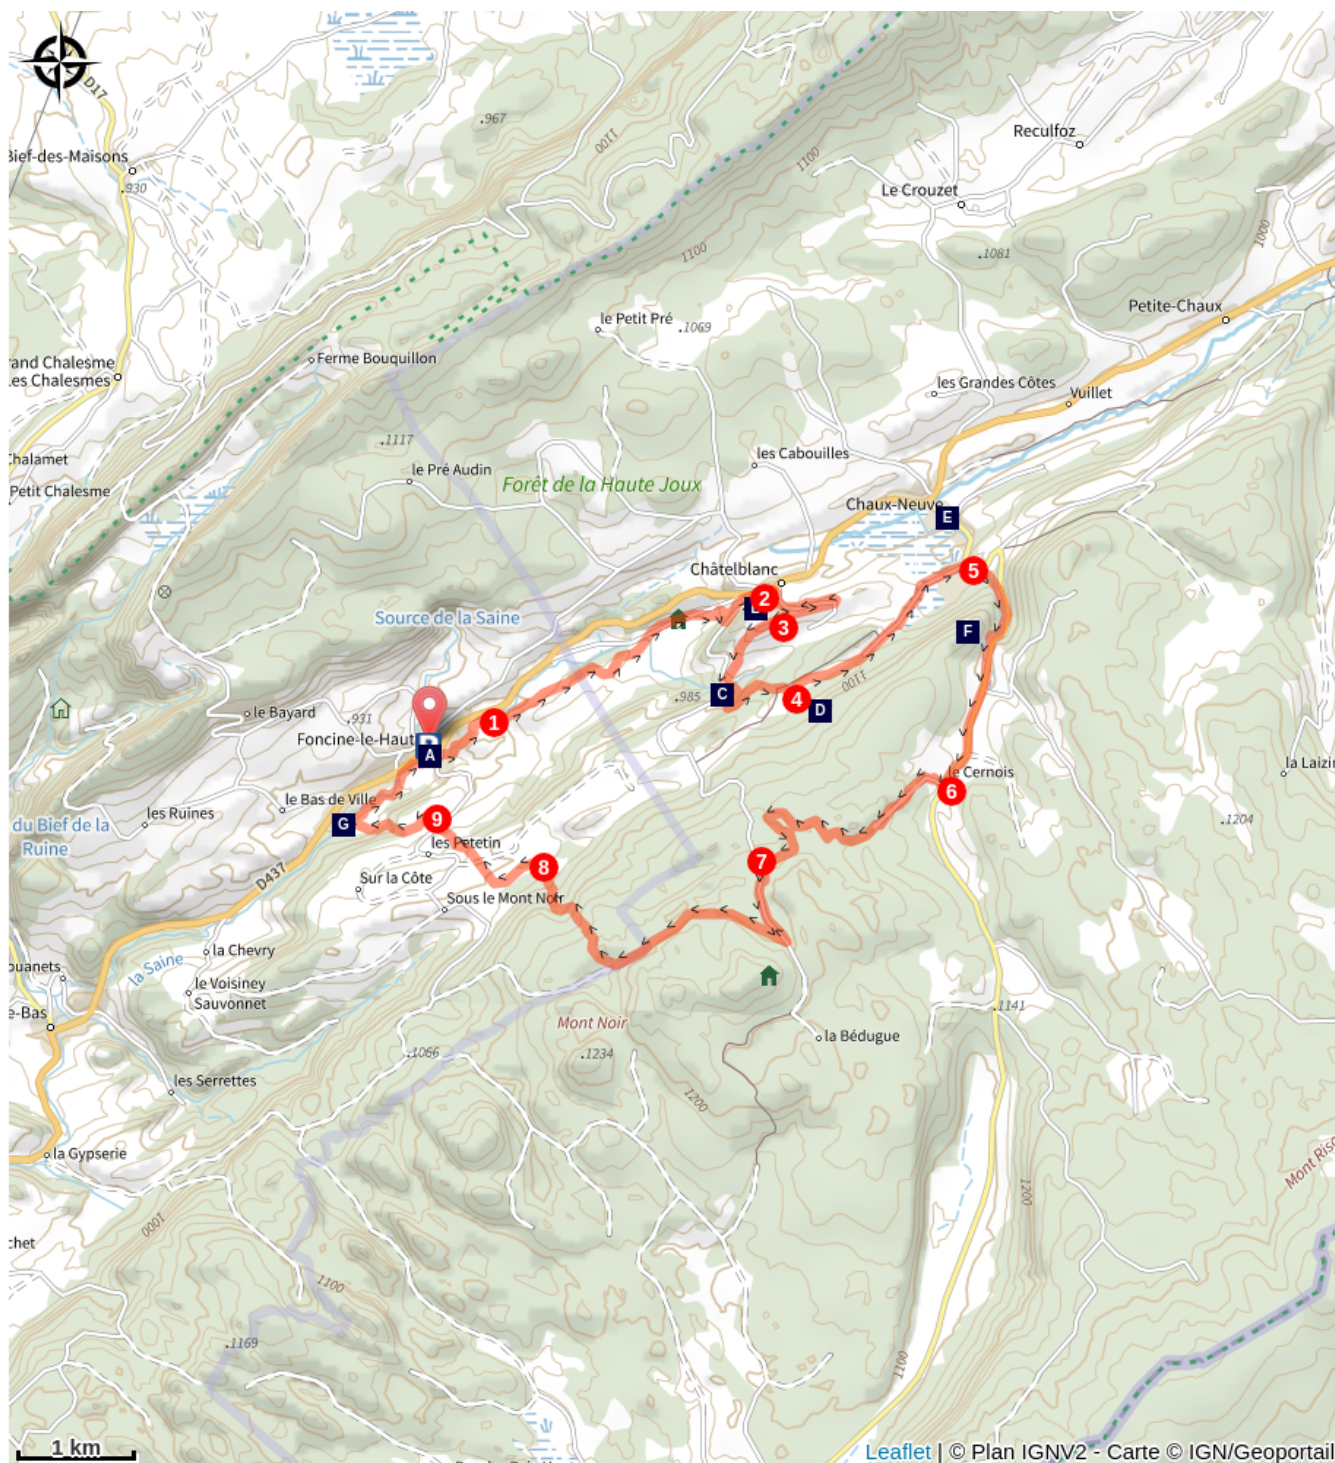 D17
Bief-des-Maisons
930
967
1100
1100
Reculfoz
Le Crouzet
1100
1081
1000
Petite-Chaux
le Petit Pré
1069
Ferme Bouquillon
rand Chalesme
Les Chalesmes
les Grandes Côtes
Vuillet
1117
Chalamet
le Pré Audin
les Cabouilles
Petit Chalesme
Forêt de la Haute Joux
Chaux-Neuve
E
Châtelblanc
5
2
Source de la Saine
3
F
985
C
1100
4
D
le Bayard
931
1
Foncine-le-Haut
A
le Cernois
la Laizin
6
le Bas de Ville
les Ruines
G
9
1204
du Bief de la
Ruine
les Petetin
7
8
D437
Sur la Côte
Sous le Mont Noir
la Chevry
ouanets
la Saine
le Voisiney
Sauvonnet
e-Bas
1141
Mont Noir
la Bédugue
1066
1234
les Serrettes
1200
la Gypserie
Mont Riso
1200
1000
chet
1100
1169
1100
1 km
Leaflet | © Plan IGNV2 - Carte © IGN/Geoportail